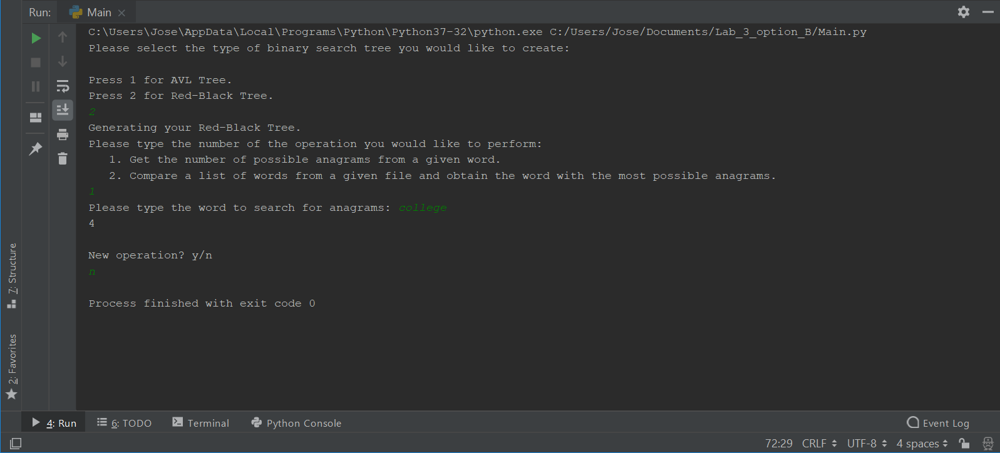 Run: Main
C:\Users\Jose\AppData\Local\Programs\Python\Python37-32\python.exe C:/Users/Jose/Documents/Lab_3_option_B/Main.py
Please select the type of binary search tree you would like to create:
Press 1 for AVL Tree.
Press 2 for Red-Black Tree.
2
Generating your Red-Black Tree.
Please type the number of the operation you would like to perform:
1. Get the number of possible anagrams from a given word.
2. Compare a list of words from a given file and obtain the word with the most possible anagrams.
1
Please type the word to search for anagrams: college
4
New operation? y/n
n
Process finished with exit code 0
7: Structure
2: Favorites
4: Run 6: TODO Terminal Python Console Event Log
72:29 CRLF UTF-8 4 spaces